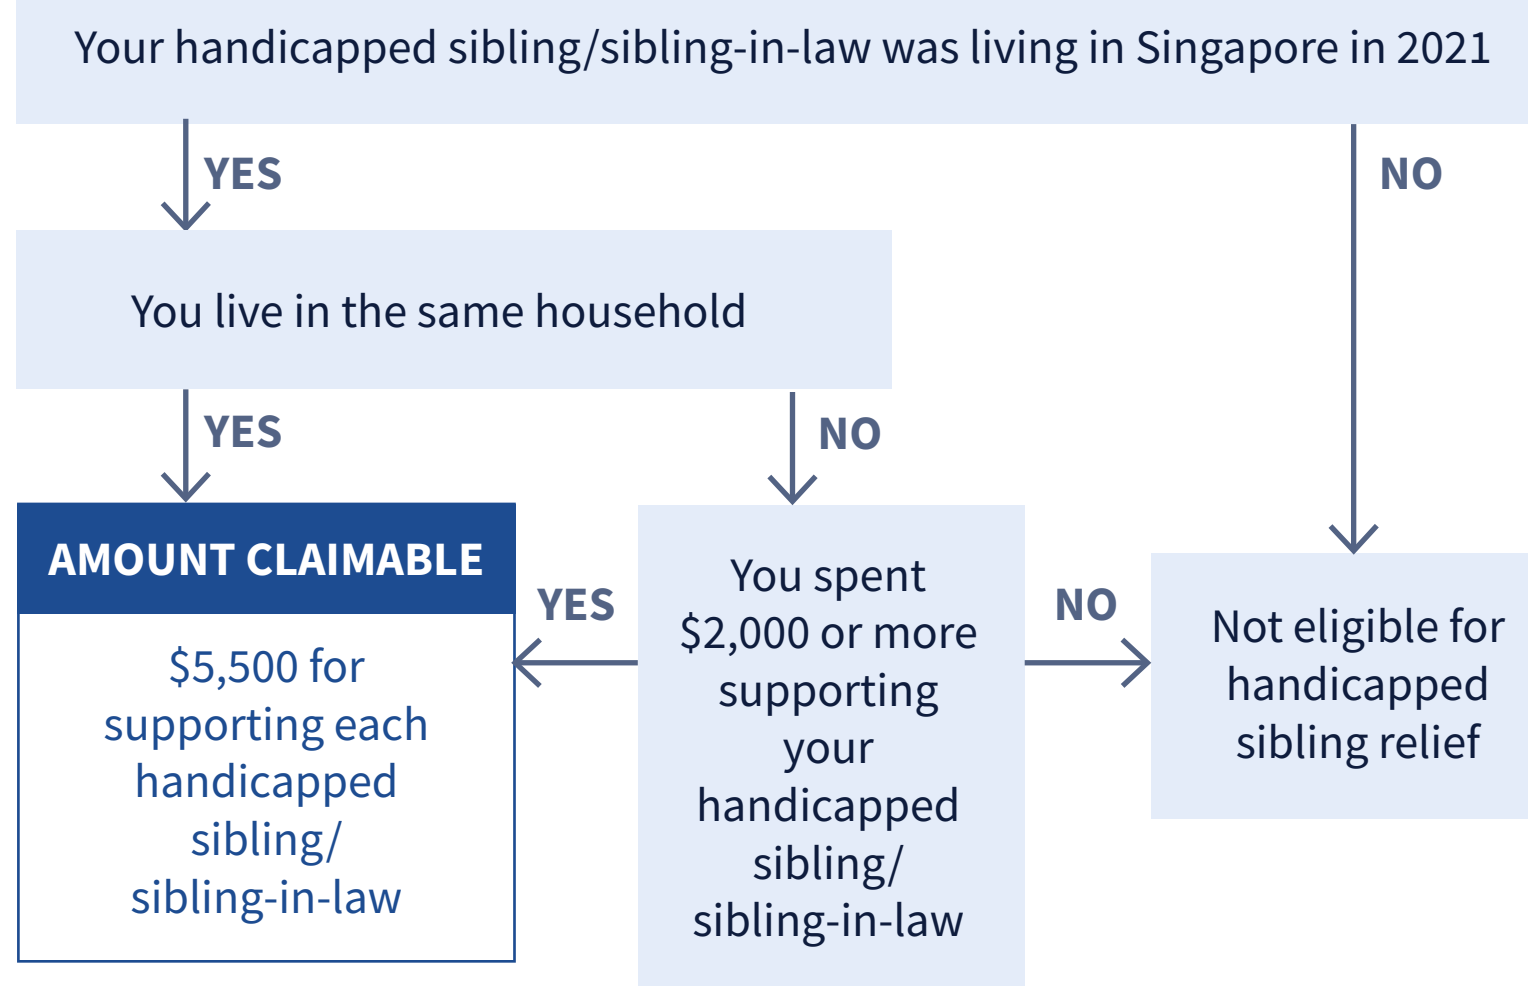 Your handicapped sibling/sibling-in-law was living in Singapore in 2021
YES
NO
You live in the same household
YES
NO
AMOUNT CLAIMABLE
$5,500 for
supporting each
handicapped
sibling/
sibling-in-law
YES
You spent
$2,000 or more
supporting
your
handicapped
sibling/
sibling-in-law
NO
Not eligible for
handicapped
sibling relief